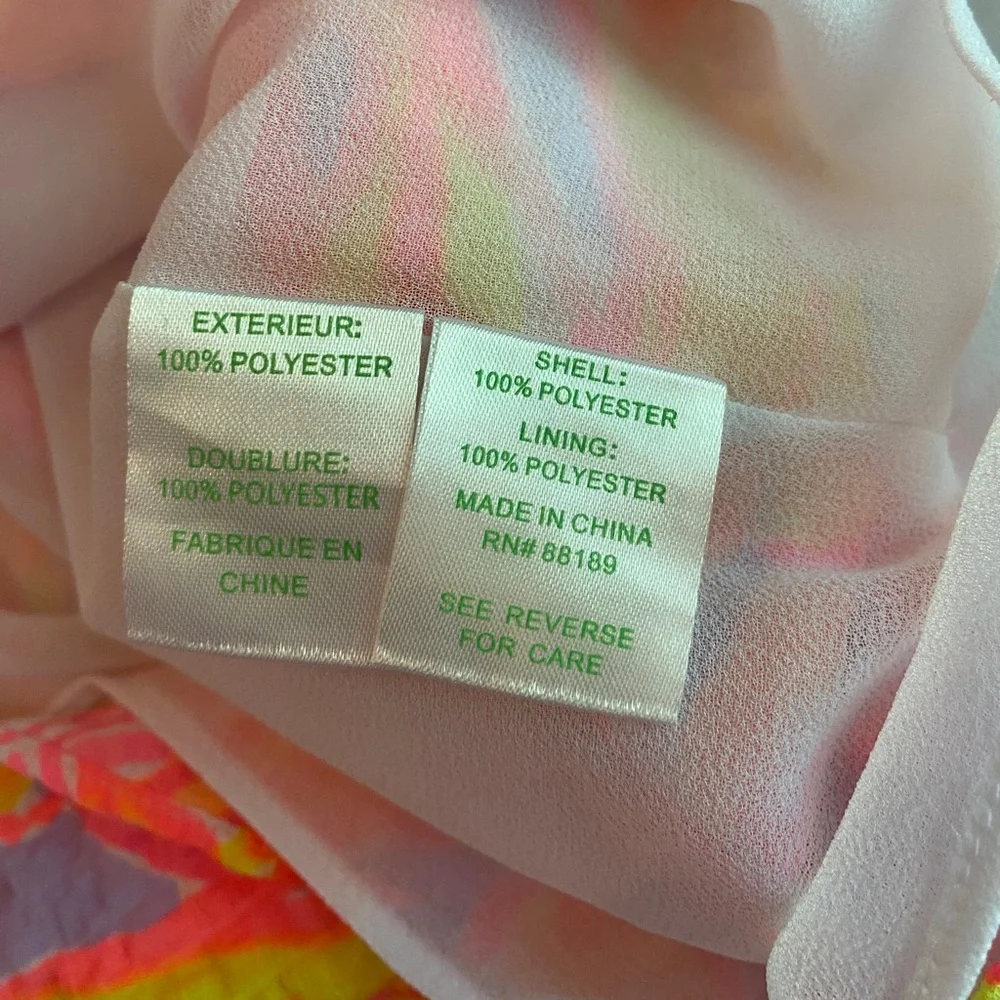 EXTERIEUR:
100% POLYESTER
DOUBLURE:
100% POLYESTER
FABRIQUE EN
CHINE
SHELL:
100% POLYESTER
LINING:
100% POLYESTER
MADE IN CHINA
RN# 88189
SEE REVERSE
FOR CARE